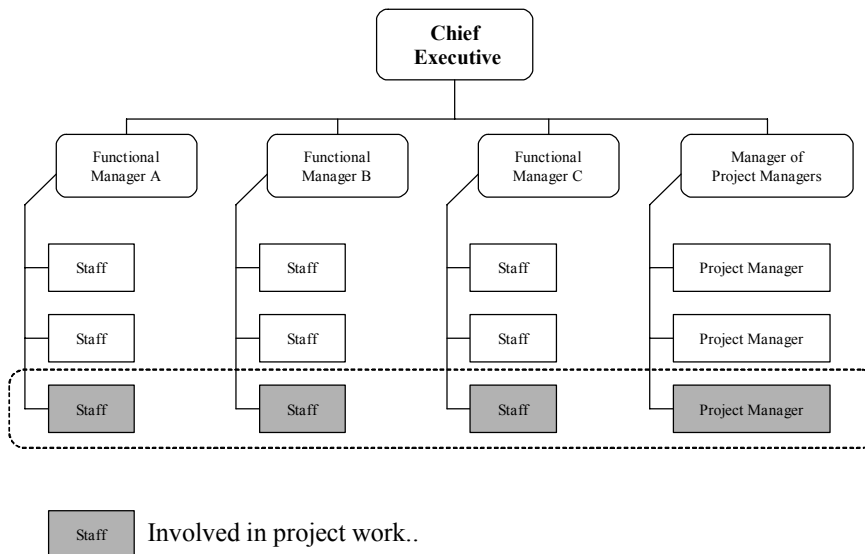 Chief
Executive
Functional
Manager A
Functional
Manager B
Functional
Manager C
Manager of
Project Managers
Staff
Staff
Staff
Project Manager
Staff
Staff
Staff
Project Manager
Staff
Staff
Staff
Project Manager
Staff
Involved in project work..